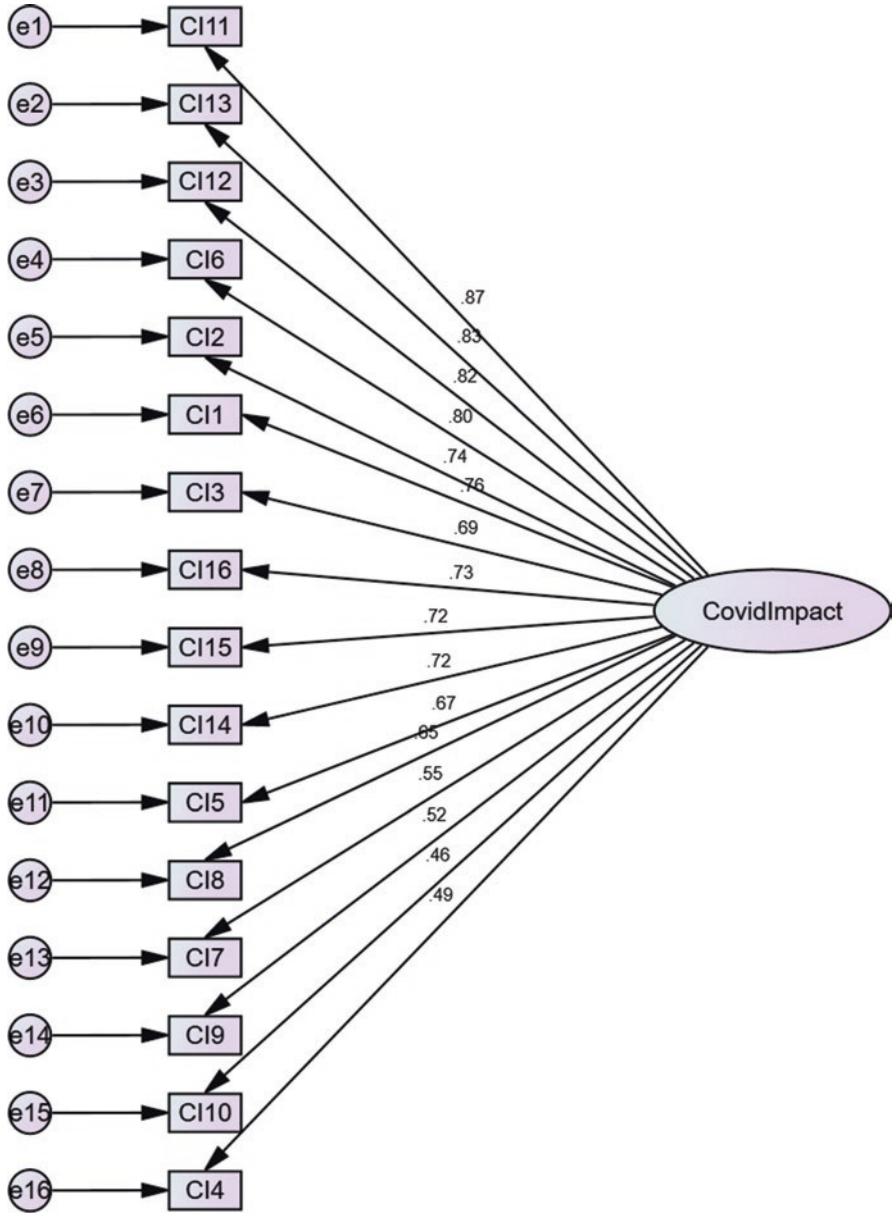 e1 CI11
e2 CI13
e3 CI12
e4 CI6
.87
e5 CI2
.83
.82
e6 CI1
.80
.74
.76
e7 CI3
.69
e8 CI16
.73
CovidImpact
.72
e9 CI15
.72
e10 CI14
.67
.65
e11 CI5
.55
.52
.46
e12 CI8
.49
e13 CI7
e14 CI9
e15 CI10
e16 CI4